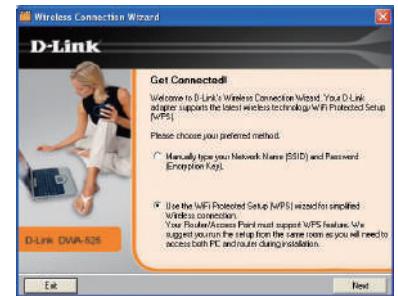 Wireless Connection Wizard
D-Link
Get Connected!
Welcome to D-Link's Wireless Connection Wizard. Your D-Link
adapter supports the latest wireless technology WiFi Protected Setup
(WPS).
Please choose your preferred method.
Manually type your Network Name (SSID) and Password
(Encryption Key).
Use the WiFi Protected Setup (WPS) wizard for simplified
Wireless connection.
Your Router/Access Point must support WPS feature. We
suggest you run the setup from the same room as you will need to
access both PC and router during installation.
D-Link DWA-525
Exit
Next